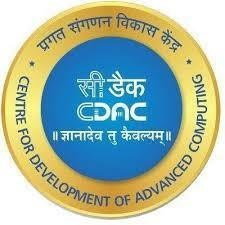 प्रगत संगणन विकास केंद्र
सी डैक
CDAC
॥ ज्ञानादेव तु कैवल्यम् ॥
CENTRE FOR DEVELOPMENT OF ADVANCED COMPUTING